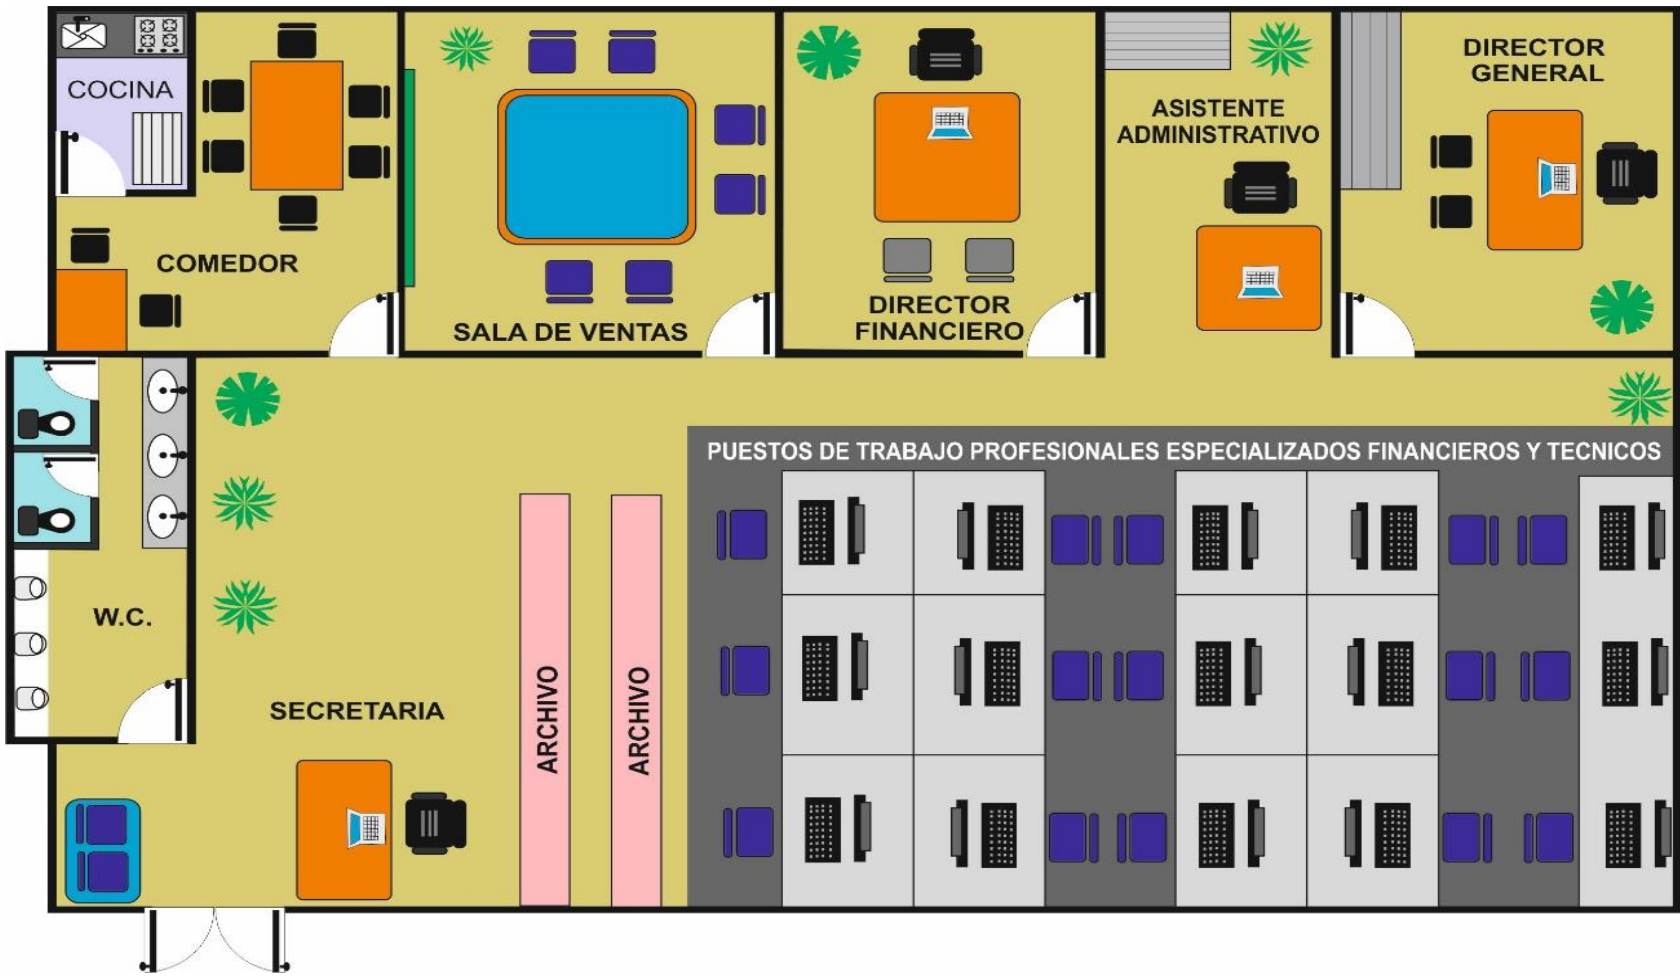 COCINA
COMEDOR
SALA DE VENTAS
DIRECTOR
FINANCIERO
ASISTENTE
ADMINISTRATIVO
DIRECTOR
GENERAL
PUESTOS DE TRABAJO PROFESIONALES ESPECIALIZADOS FINANCIEROS Y TECNICOS
W.C.
SECRETARIA
ARCHIVO
ARCHIVO